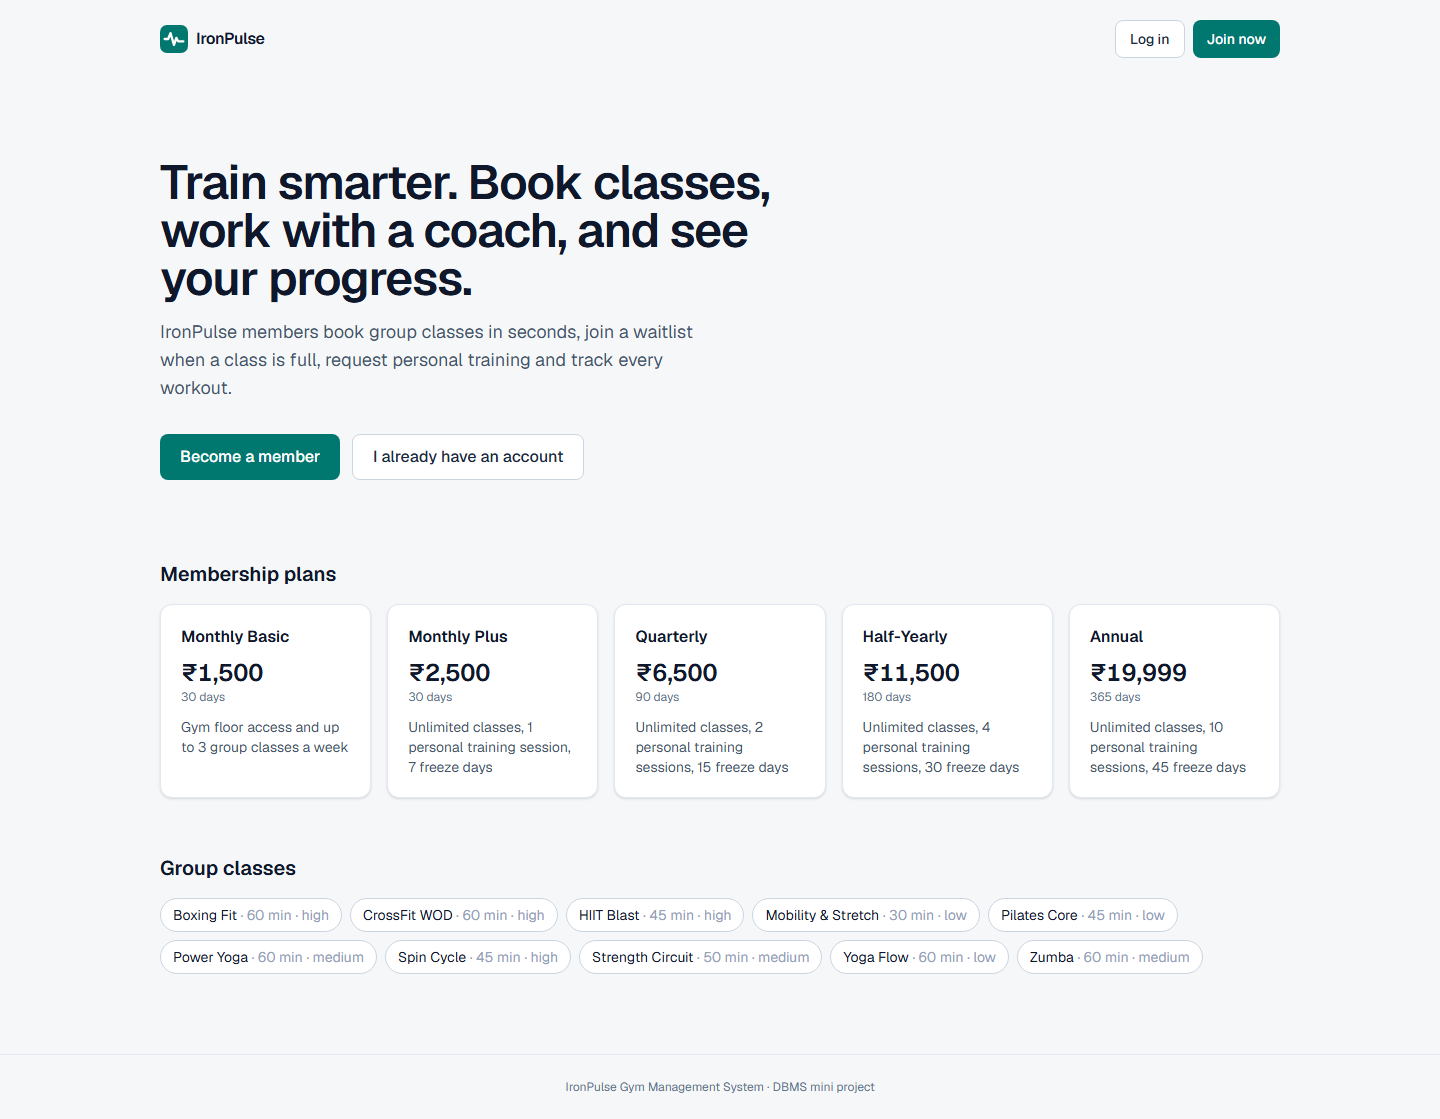 IronPulse
Log in
Join now
Train smarter. Book classes,
work with a coach, and see
your progress.
IronPulse members book group classes in seconds, join a waitlist
when a class is full, request personal training and track every
workout.
Become a member
I already have an account
Membership plans
Monthly Basic
₹1,500
30 days
Gym floor access and up
to 3 group classes a week
Monthly Plus
₹2,500
30 days
Unlimited classes, 1
personal training session,
7 freeze days
Quarterly
₹6,500
90 days
Unlimited classes, 2
personal training
sessions, 15 freeze days
Half-Yearly
₹11,500
180 days
Unlimited classes, 4
personal training
sessions, 30 freeze days
Annual
₹19,999
365 days
Unlimited classes, 10
personal training
sessions, 45 freeze days
Group classes
Boxing Fit · 60 min · high
CrossFit WOD · 60 min · high
HIIT Blast · 45 min · high
Mobility & Stretch · 30 min · low
Pilates Core · 45 min · low
Power Yoga · 60 min · medium
Spin Cycle · 45 min · high
Strength Circuit · 50 min · medium
Yoga Flow · 60 min · low
Zumba · 60 min · medium
IronPulse Gym Management System · DBMS mini project